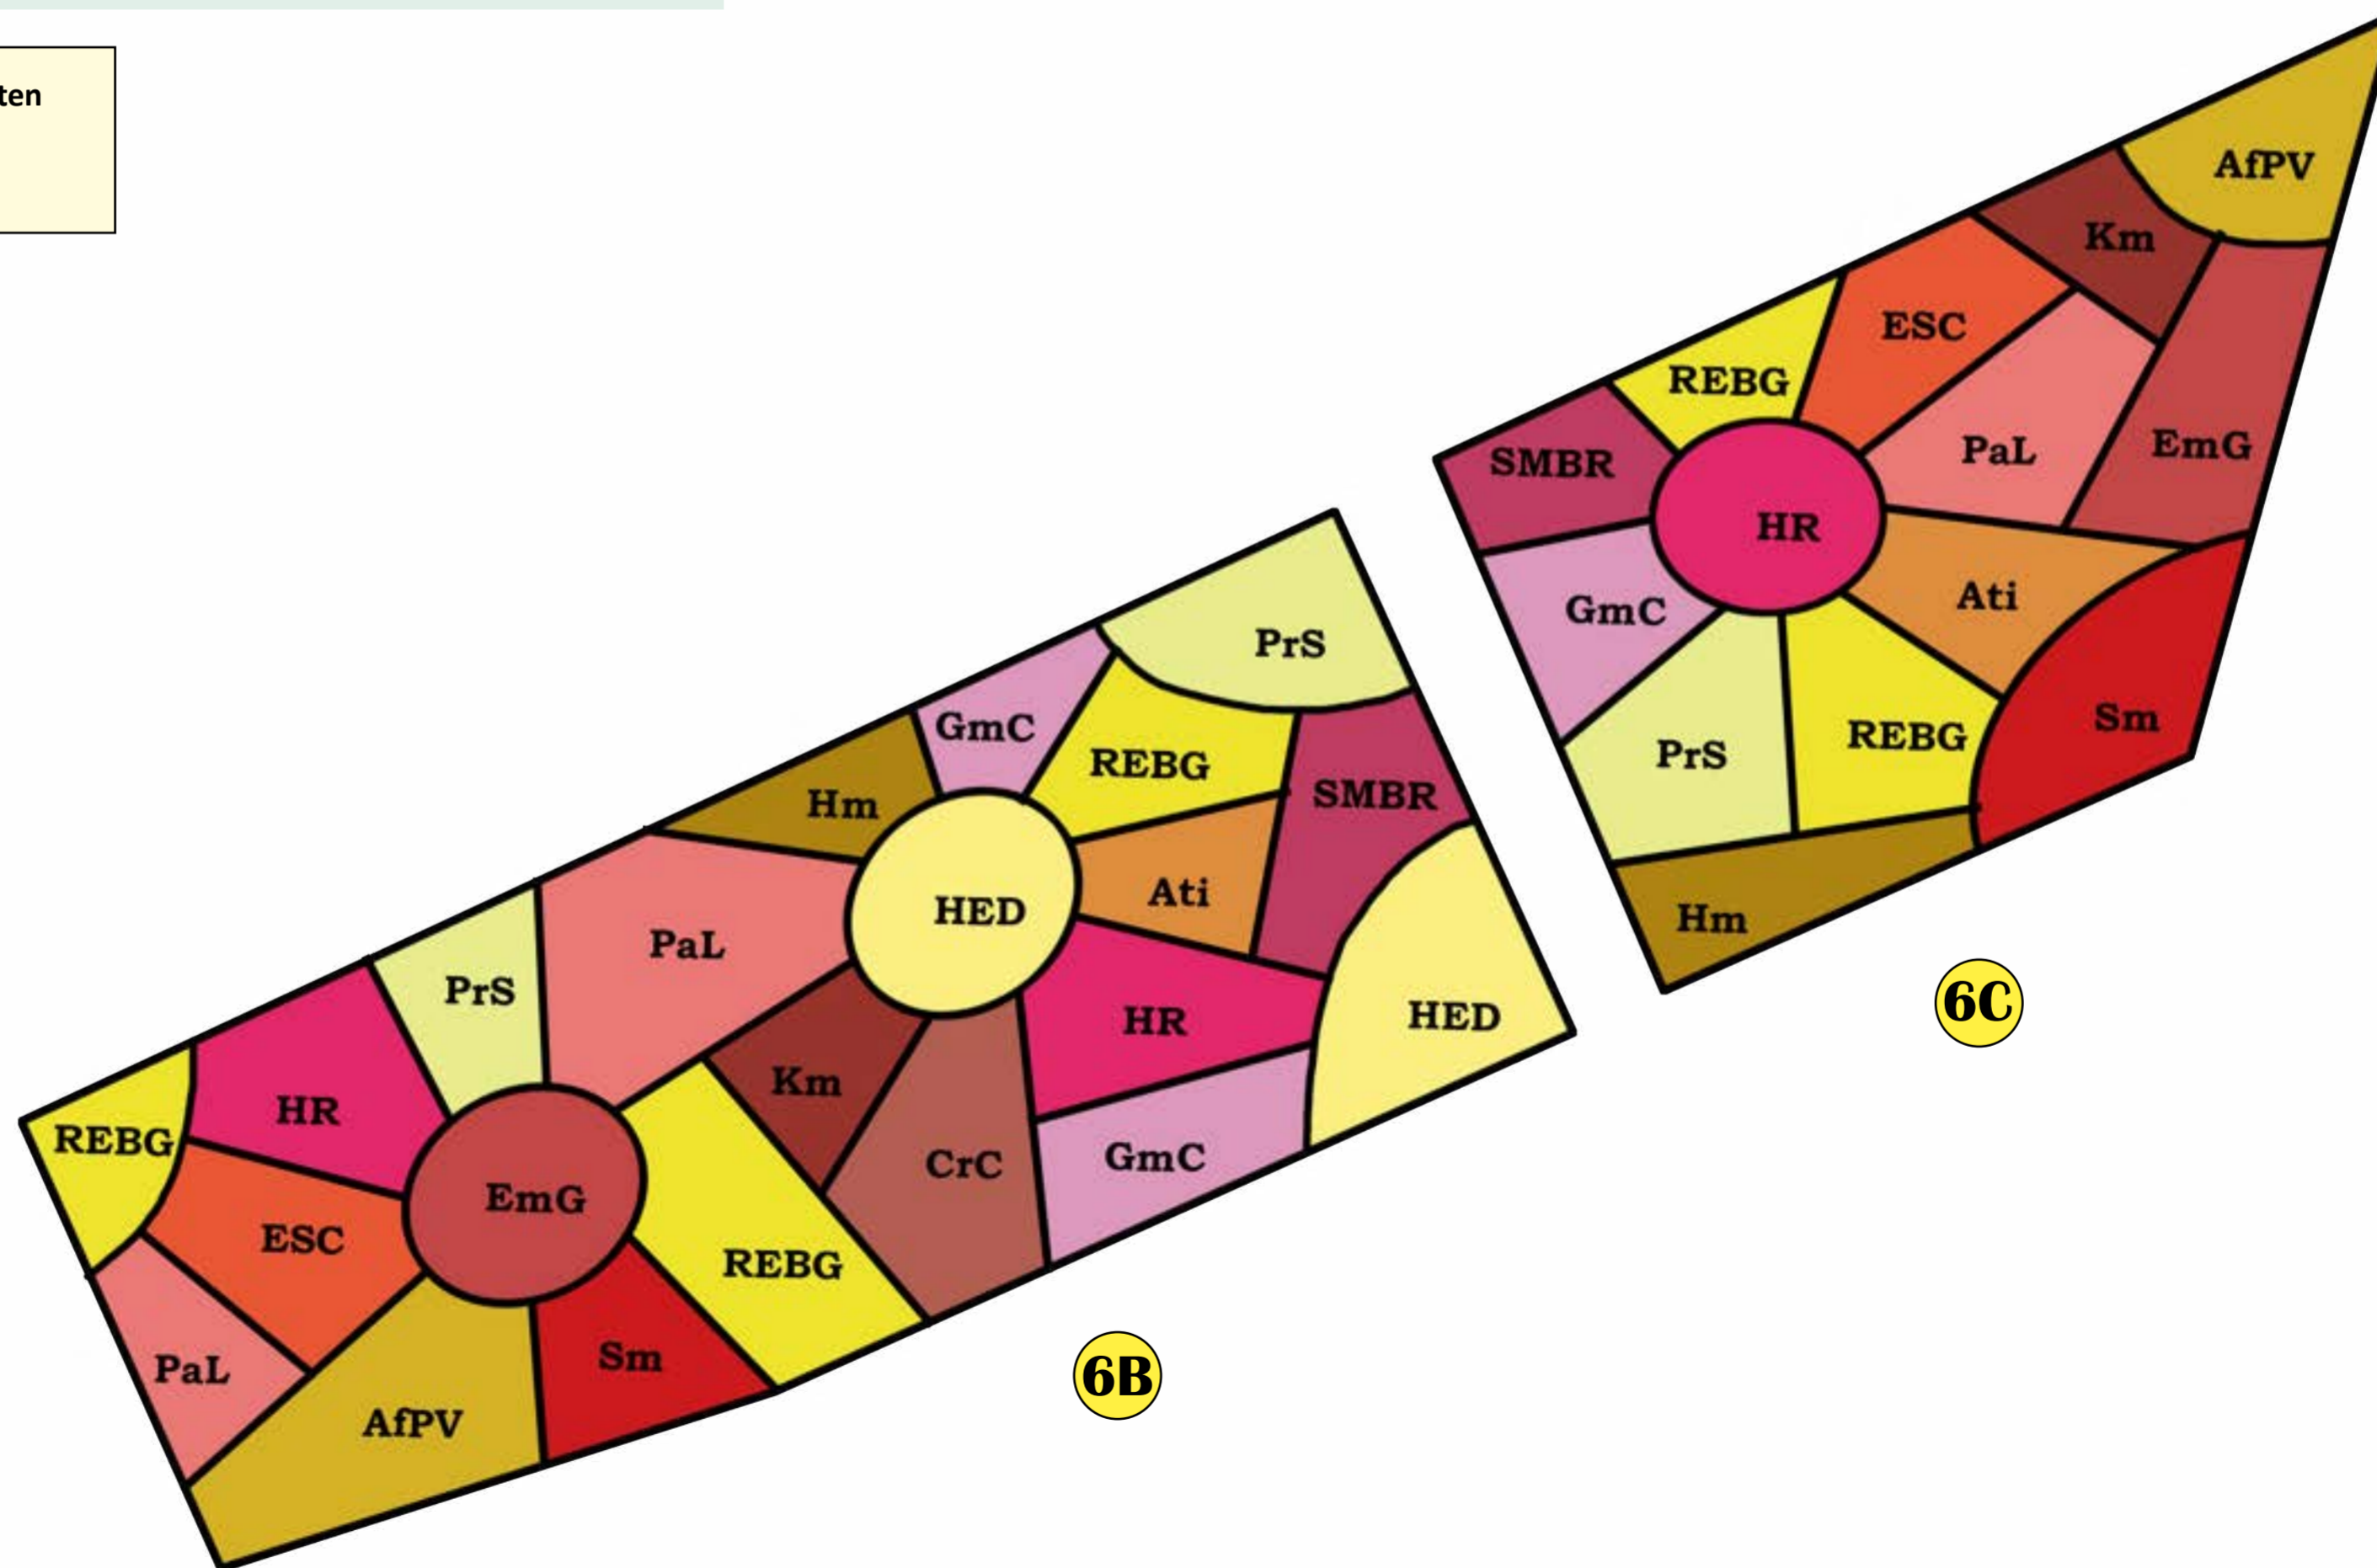 ten
AfPV
Km
ESC
REBG
SMBR
PaL
EmG
HR
Ati
GmC
PrS
REBG
Sm
Hm
6C
PrS
GmC
REBG
Hm
SMBR
Ati
HED
PaL
PrS
HR
HED
Km
REBG
HR
CrC
GmC
EmG
ESC
REBG
Sm
PaL
AfPV
6B